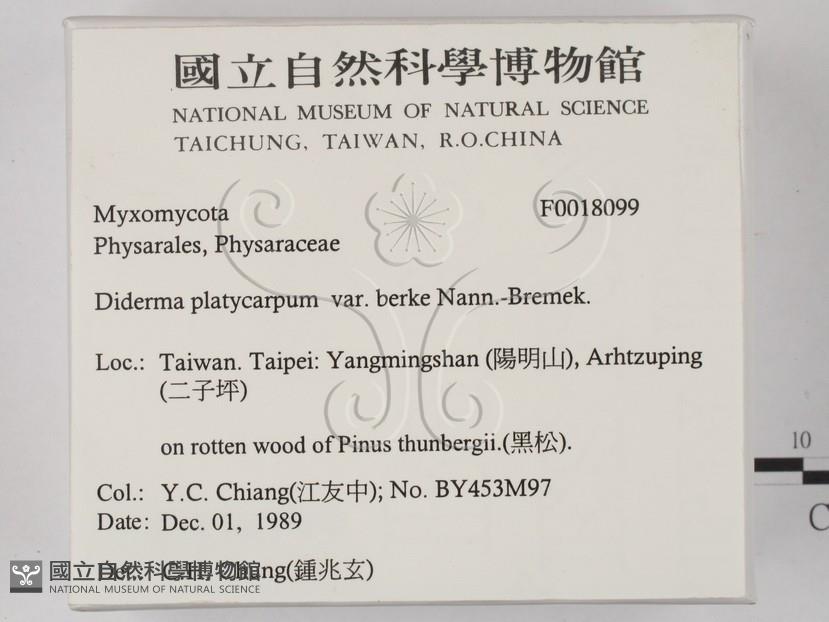 國立自然科學博物館
NATIONAL MUSEUM OF NATURAL SCIENCE
TAICHUNG, TAIWAN, R.O.CHINA
Myxomycota F0018099
Physarales, Physaraceae
Diderma platycarpum var. berke Nann.-Bremek.
Loc.: Taiwan. Taipei: Yangmingshan (陽明山), Arhtzuping
(二子坪)
on rotten wood of Pinus thunbergii.(黑松).
Col.: Y.C. Chiang(江友中); No. BY453M97
Date: Dec. 01, 1989
(鍾兆玄)
國立自然科學博物館
NATIONAL MUSEUM OF NATURAL SCIENCE
10
C